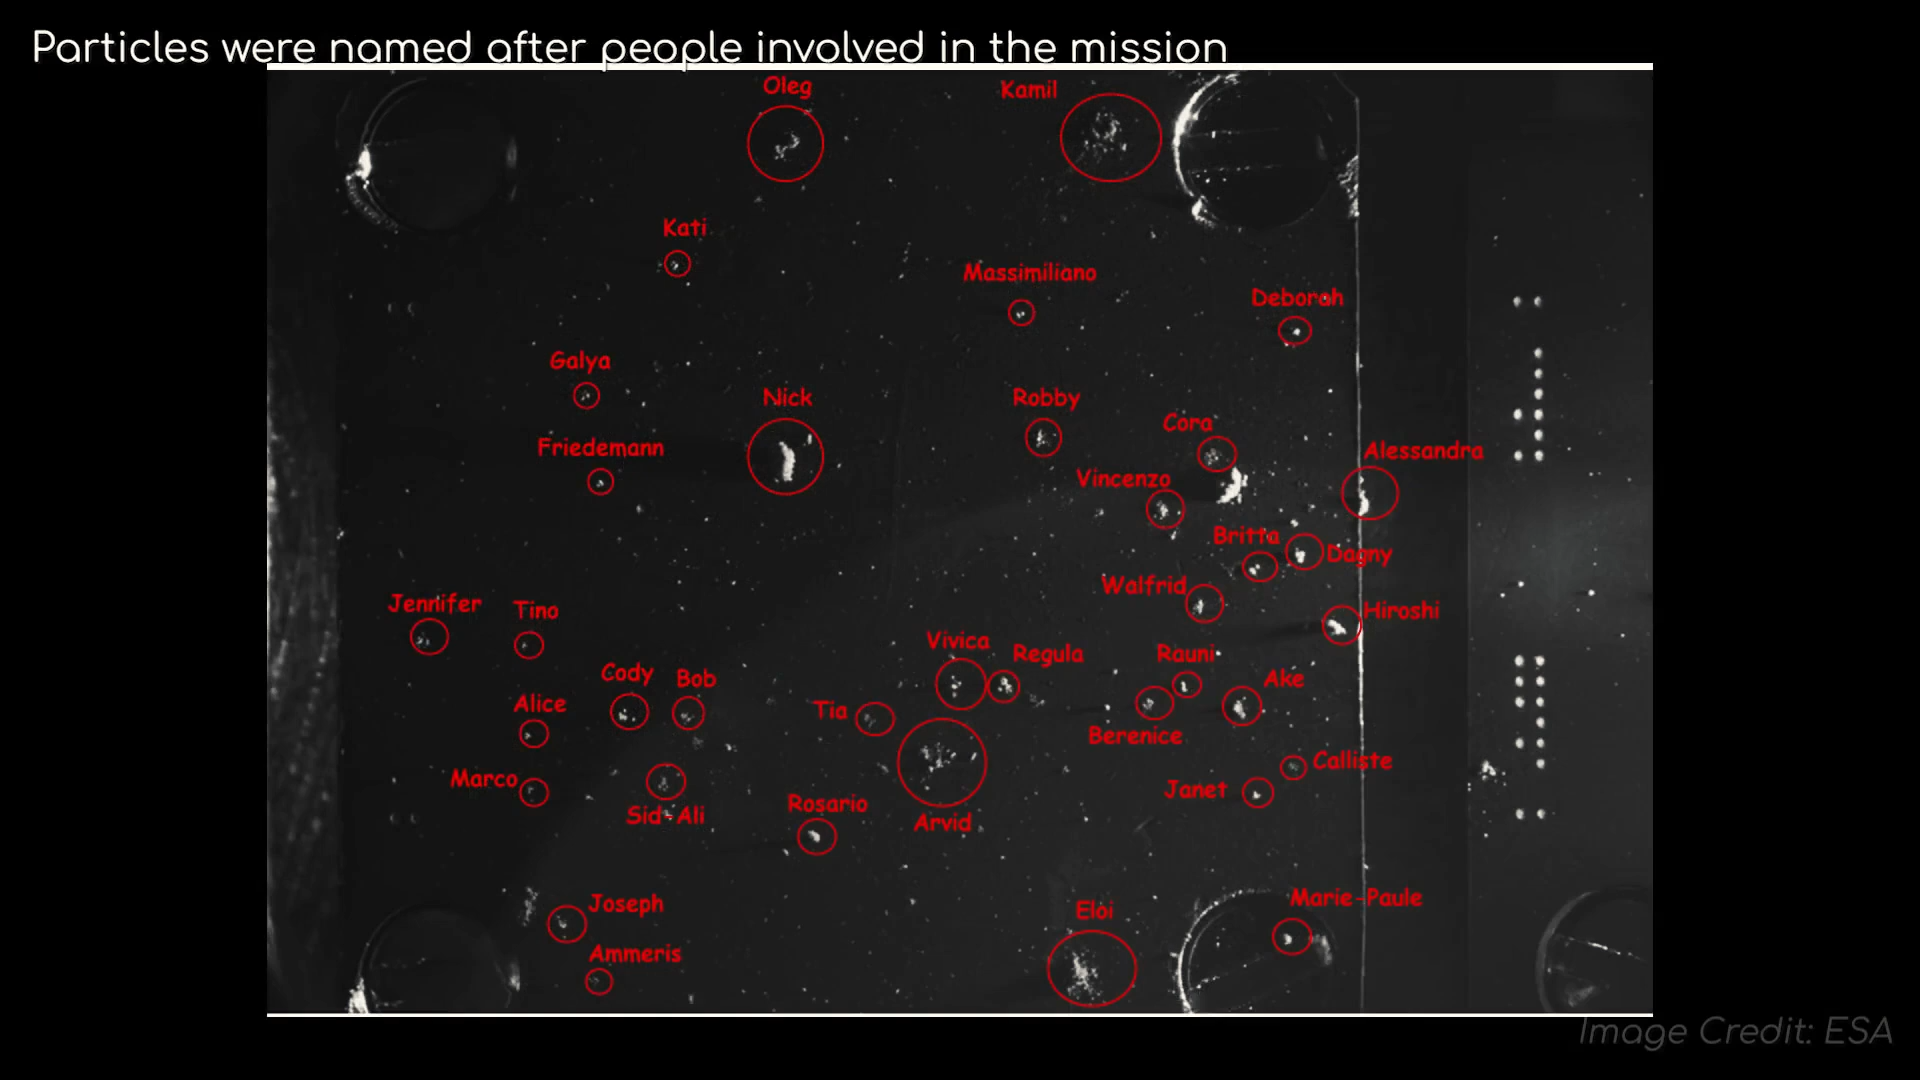 Particles were named after people involved in the mission
Oleg
Kamil
Kati
Massimiliano
Deborah
Galya
Nick
Robby
Cora
Friedemann
Alessandra
Vincenzo
Britta
Dagny
Walfrid
Jennifer
Tino
Hiroshi
Vivica
Regula
Rauni
Cody
Bob
Ake
Alice
Tia
Berenice
Calliste
Marco
Janet
Rosario
Sid-Ali
Arvid
Marie-Paule
Joseph
Eloi
Ammeris
Image Credit: ESA